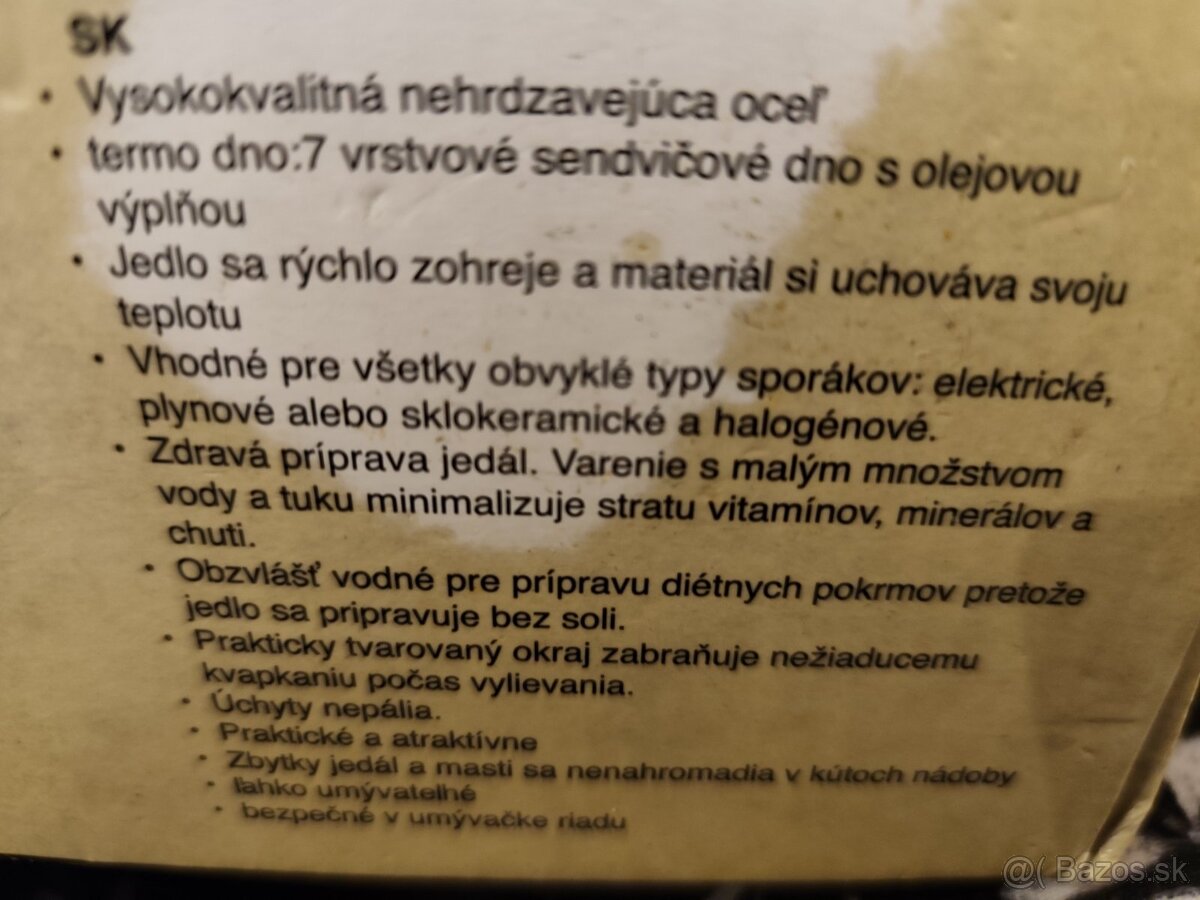 SK
• Vysokokvalitná nehrdzavejúca oceľ
• termo dno:7 vrstvové sendvičové dno s olejovou
výplňou
• Jedlo sa rýchlo zohreje a materiál si uchováva svoju
teplotu
• Vhodné pre všetky obvyklé typy sporákov: elektrické,
plynové alebo sklokeramické a halogénové.
• Zdravá príprava jedál. Varenie s malým množstvom
vody a tuku minimalizuje stratu vitamínov, minerálov a
chuti.
• Obzvlášť vodné pre prípravu diétnych pokrmov pretože
jedlo sa pripravuje bez soli.
• Prakticky tvarovaný okraj zabraňuje nežiaducemu
kvapkaniu počas vylievania.
• Úchyty nepália.
• Praktické a atraktívne
• Zbytky jedál a masti sa nenahromadia v kútoch nádoby
• ľahko umývateľné
• bezpečné v umývačke riadu
@( Bazos.sk